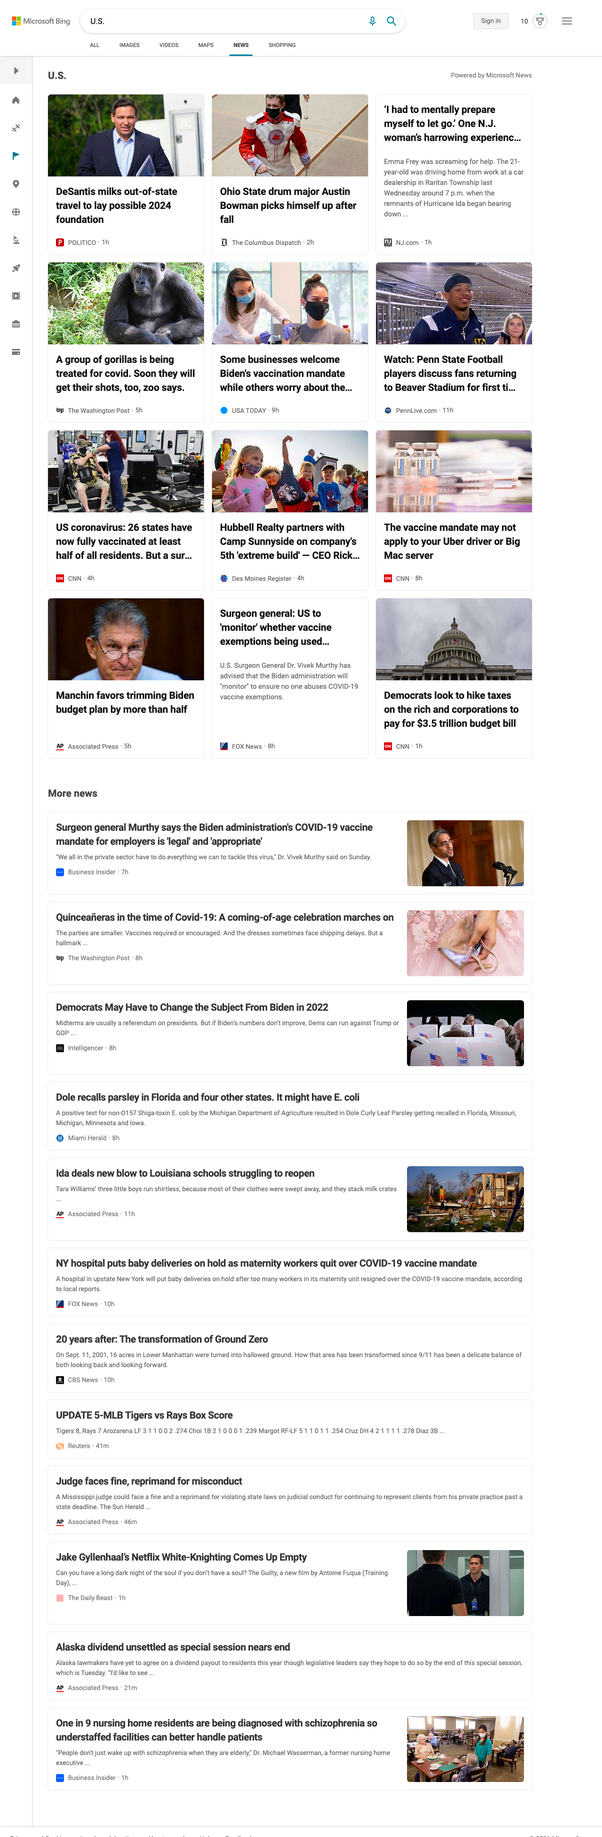 Microsoft Bing
U.S.
Sign in
10
ALL
IMAGES
VIDEOS
MAPS
NEWS
SHOPPING
U.S.
Powered by Microsoft News
DeSantis milks out-of-state
travel to lay possible 2024
foundation
POLITICO · 1h
Ohio State drum major Austin
Bowman picks himself up after
fall
The Columbus Dispatch · 2h
'I had to mentally prepare
myself to let go.' One N.J.
woman's harrowing experienc...
Emma Frey was screaming for help. The 21-
year-old was driving home from work at a car
dealership in Raritan Township last
Wednesday around 7 p.m. when the
remnants of Hurricane Ida began bearing
down ...
NJ.com · 1h
A group of gorillas is being
treated for covid. Soon they will
get their shots, too, zoo says.
The Washington Post · 5h
Some businesses welcome
Biden's vaccination mandate
while others worry about the...
USA TODAY · 9h
Watch: Penn State Football
players discuss fans returning
to Beaver Stadium for first ti...
PennLive.com · 11h
US coronavirus: 26 states have
now fully vaccinated at least
half of all residents. But a sur...
CNN · 4h
Hubbell Realty partners with
Camp Sunnyside on company's
5th 'extreme build' — CEO Rick...
Des Moines Register · 4h
The vaccine mandate may not
apply to your Uber driver or Big
Mac server
CNN · 8h
Manchin favors trimming Biden
budget plan by more than half
Associated Press · 5h
Surgeon general: US to
'monitor' whether vaccine
exemptions being used...
U.S. Surgeon General Dr. Vivek Murthy has
advised that the Biden administration will
"monitor" to ensure no one abuses COVID-19
vaccine exemptions.
FOX News · 8h
Democrats look to hike taxes
on the rich and corporations to
pay for $3.5 trillion budget bill
CNN · 1h
More news
Surgeon general Murthy says the Biden administration's COVID-19 vaccine
mandate for employers is 'legal' and 'appropriate'
"We all in the private sector have to do everything we can to tackle this virus," Dr. Vivek Murthy said on Sunday.
Business Insider · 7h
Quinceañeras in the time of Covid-19: A coming-of-age celebration marches on
The parties are smaller. Vaccines required or encouraged. And the dresses sometimes face shipping delays. But a
hallmark ...
The Washington Post · 8h
Democrats May Have to Change the Subject From Biden in 2022
Midterms are usually a referendum on presidents. But if Biden's numbers don't improve, Dems can run against Trump or
GOP ...
Intelligencer · 8h
Dole recalls parsley in Florida and four other states. It might have E. coli
A positive test for non-O157 Shiga-toxin E. coli by the Michigan Department of Agriculture resulted in Dole Curly Leaf Parsley getting recalled in Florida, Missouri,
Michigan, Minnesota and Iowa.
Miami Herald · 8h
Ida deals new blow to Louisiana schools struggling to reopen
Tara Williams' three little boys run shirtless, because most of their clothes were swept away, and they stack milk crates
...
Associated Press · 11h
NY hospital puts baby deliveries on hold as maternity workers quit over COVID-19 vaccine mandate
A hospital in upstate New York will put baby deliveries on hold after too many workers in its maternity unit resigned over the COVID-19 vaccine mandate, according
to local reports.
FOX News · 10h
20 years after: The transformation of Ground Zero
On Sept. 11, 2001, 16 acres in Lower Manhattan were turned into hallowed ground. How that area has been transformed since 9/11 has been a delicate balance of
both looking back and looking forward.
CBS News · 10h
UPDATE 5-MLB Tigers vs Rays Box Score
Tigers 8, Rays 7 Arozarena LF 3 1 1 0 0 2 .274 Choi 1B 2 1 0 0 0 1 .239 Margot RF-LF 5 1 1 0 1 1 .254 Cruz DH 4 2 1 1 1 1 .278 Diaz 3B ...
Reuters · 41m
Judge faces fine, reprimand for misconduct
A Mississippi judge could face a fine and a reprimand for violating state laws on judicial conduct for continuing to represent clients from his private practice past a
state deadline. The Sun Herald ...
Associated Press · 46m
Jake Gyllenhaal's Netflix White-Knighting Comes Up Empty
Can you have a long dark night of the soul if you don't have a soul? The Guilty, a new film by Antoine Fuqua (Training
Day), ...
The Daily Beast · 1h
Alaska dividend unsettled as special session nears end
Alaska lawmakers have yet to agree on a dividend payout to residents this year though legislative leaders say they hope to do so by the end of this special session,
which is Tuesday. "I'd like to see ...
Associated Press · 21m
One in 9 nursing home residents are being diagnosed with schizophrenia so
understaffed facilities can better handle patients
"People don't just wake up with schizophrenia when they are elderly," Dr. Michael Wasserman, a former nursing home
executive ...
Business Insider · 1h